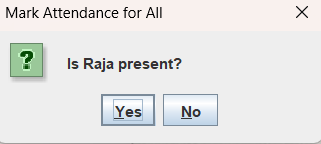 Mark Attendance for All
Is Raja present?
Yes No